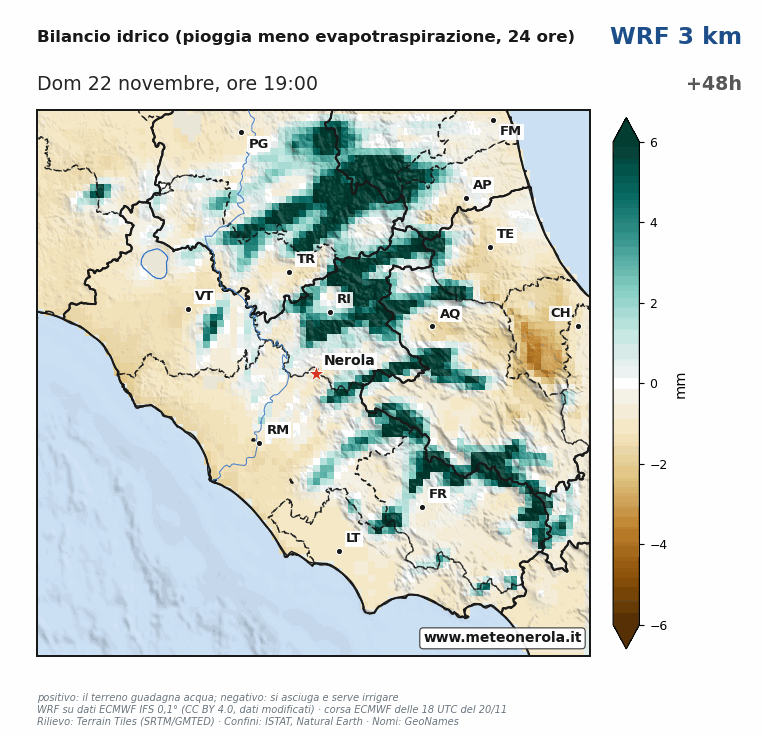 Bilancio idrico (pioggia meno evapotraspirazione, 24 ore)
WRF 3 km
Dom 22 novembre, ore 19:00
+48h
FM
PG
AP
TE
TR
VT
RI
AQ
CH
Nerola
RM
FR
LT
www.meteonerola.it
6
4
2
0
−2
−4
−6
mm
positivo: il terreno guadagna acqua; negativo: si asciuga e serve irrigare
WRF su dati ECMWF IFS 0,1° (CC BY 4.0, dati modificati) · corsa ECMWF delle 18 UTC del 20/11
Rilievo: Terrain Tiles (SRTM/GMTED) · Confini: ISTAT, Natural Earth · Nomi: GeoNames